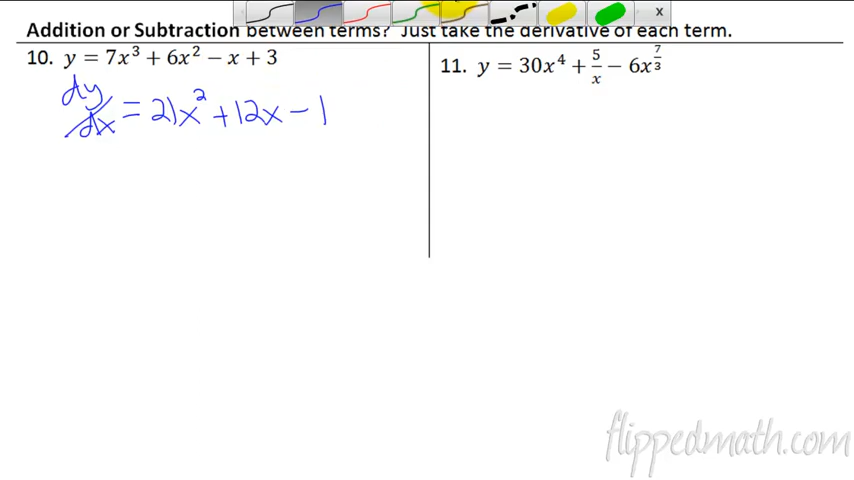 Addition or Subtraction between terms? Just take the derivative of each term.
10. y = 7x³ + 6x² − x + 3
dy/dx = 21x² + 12x − 1
11. y = 30x⁴ + 5/x − 6x^(7/3)
x
flippedmath.com